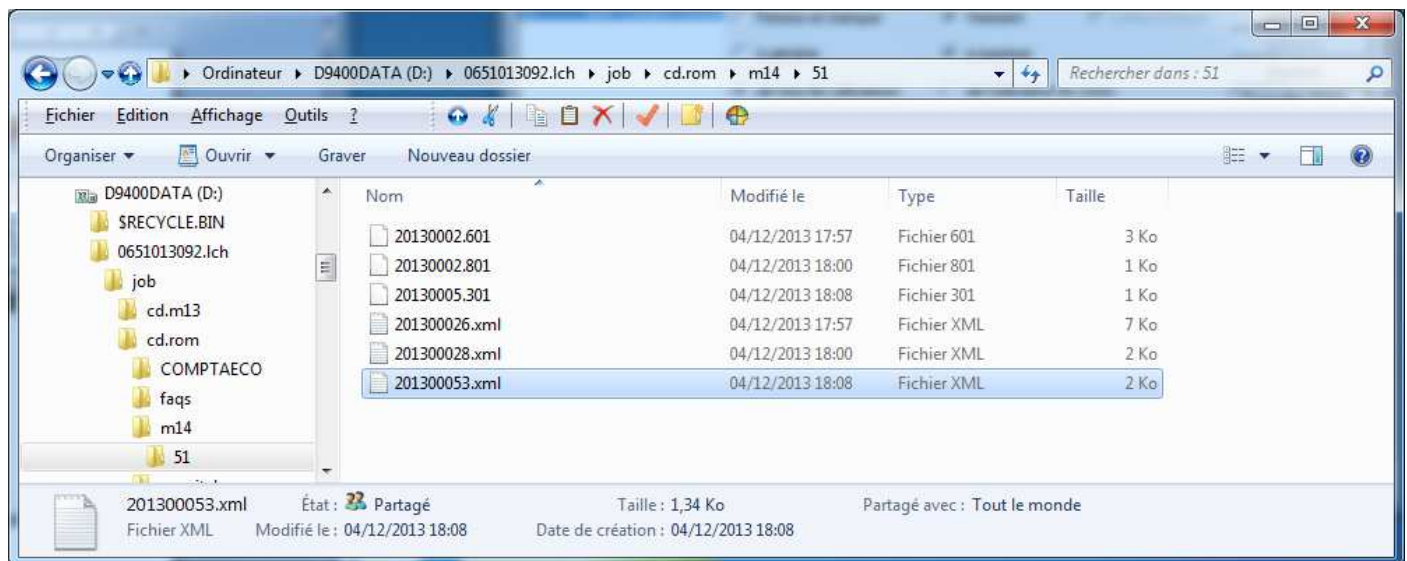 Ordinateur ▸ D9400DATA (D:) ▸ 0651013092.lch ▸ job ▸ cd.rom ▸ m14 ▸ 51
Rechercher dans : 51
Fichier Edition Affichage Outils ?
Organiser Ouvrir Graver Nouveau dossier
D9400DATA (D:)
$RECYCLE.BIN
0651013092.lch
job
cd.m13
cd.rom
COMPTAECO
faqs
m14
51
Nom Modifié le Type Taille
20130002.601 04/12/2013 17:57 Fichier 601 3 Ko
20130002.801 04/12/2013 18:00 Fichier 801 1 Ko
20130005.301 04/12/2013 18:08 Fichier 301 1 Ko
201300026.xml 04/12/2013 17:57 Fichier XML 7 Ko
201300028.xml 04/12/2013 18:00 Fichier XML 2 Ko
201300053.xml 04/12/2013 18:08 Fichier XML 2 Ko
201300053.xml État : Partagé Taille : 1,34 Ko Partagé avec : Tout le monde
Fichier XML Modifié le : 04/12/2013 18:08 Date de création : 04/12/2013 18:08